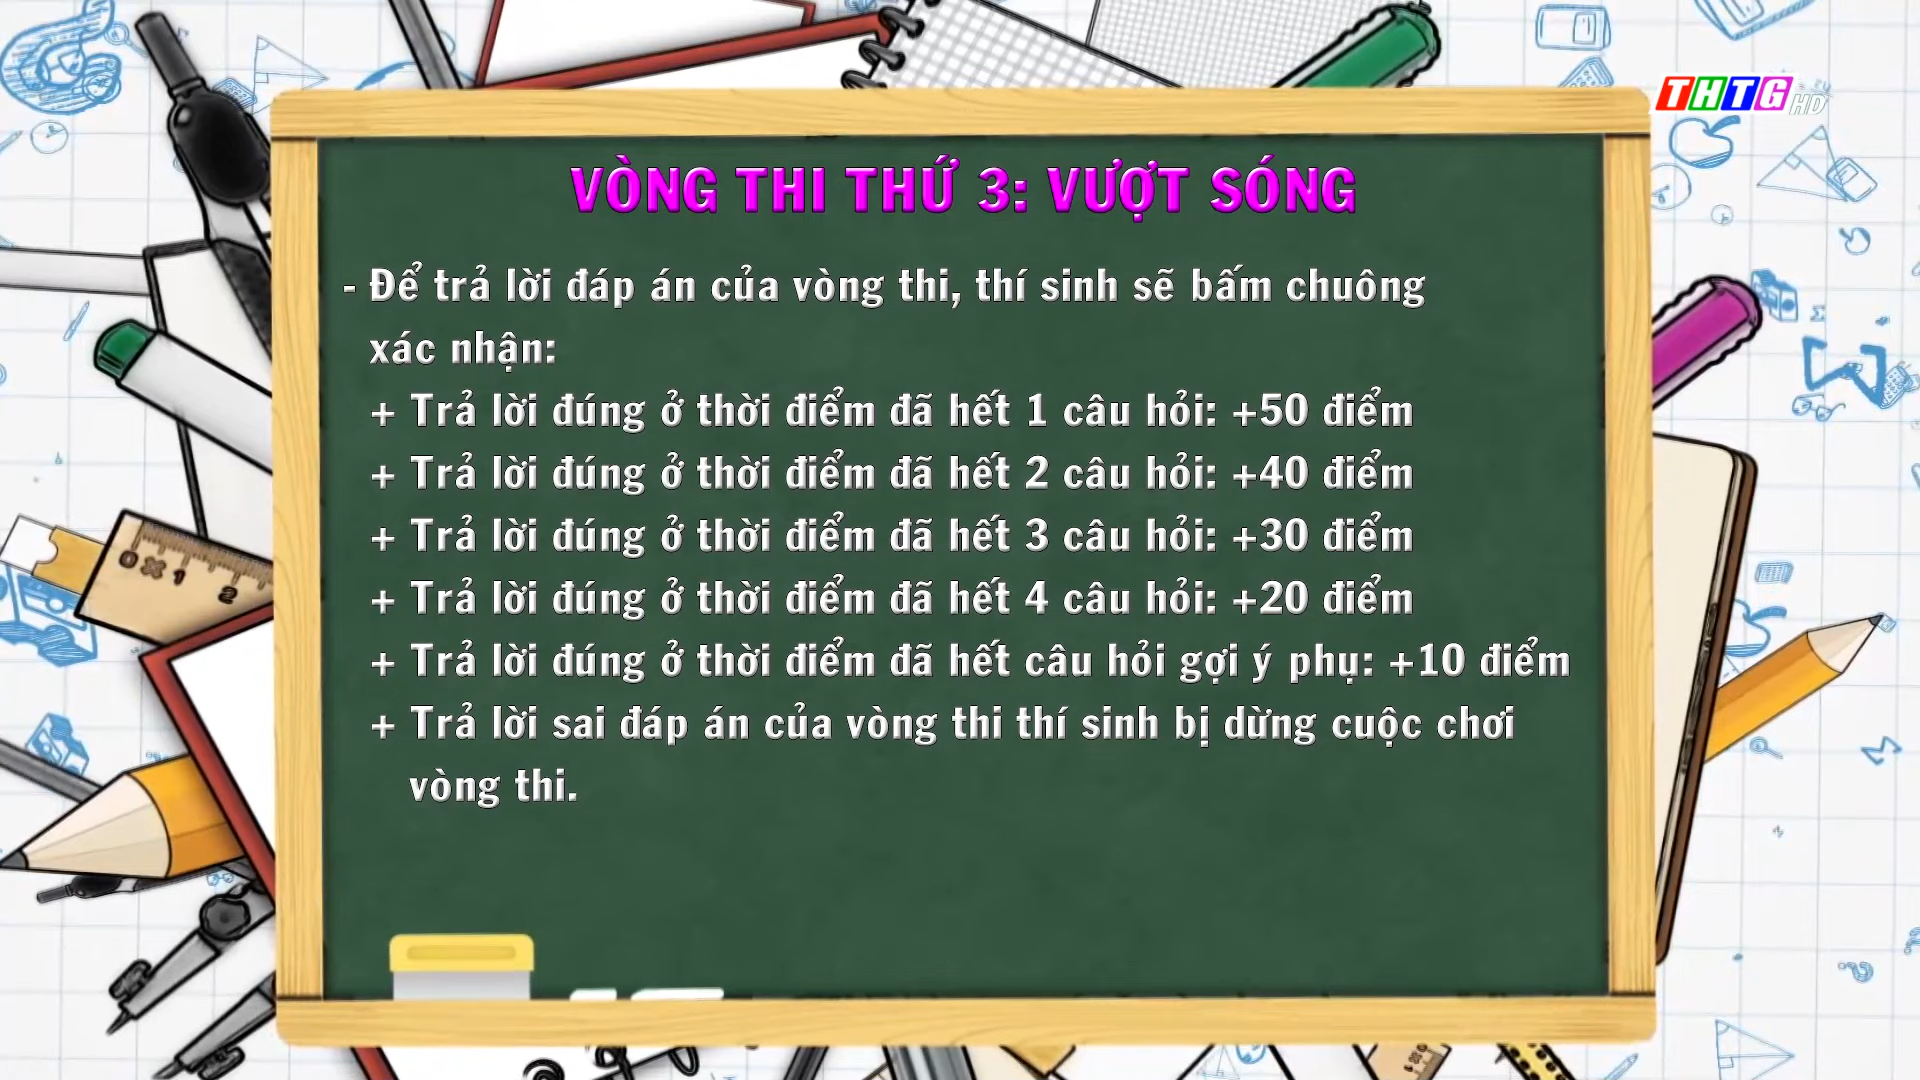 THTG HD
VÒNG THI THỨ 3: VƯỢT SÓNG
- Để trả lời đáp án của vòng thi, thí sinh sẽ bấm chuông
xác nhận:
+ Trả lời đúng ở thời điểm đã hết 1 câu hỏi: +50 điểm
+ Trả lời đúng ở thời điểm đã hết 2 câu hỏi: +40 điểm
+ Trả lời đúng ở thời điểm đã hết 3 câu hỏi: +30 điểm
+ Trả lời đúng ở thời điểm đã hết 4 câu hỏi: +20 điểm
+ Trả lời đúng ở thời điểm đã hết câu hỏi gợi ý phụ: +10 điểm
+ Trả lời sai đáp án của vòng thi thí sinh bị dừng cuộc chơi
vòng thi.
0 1 2